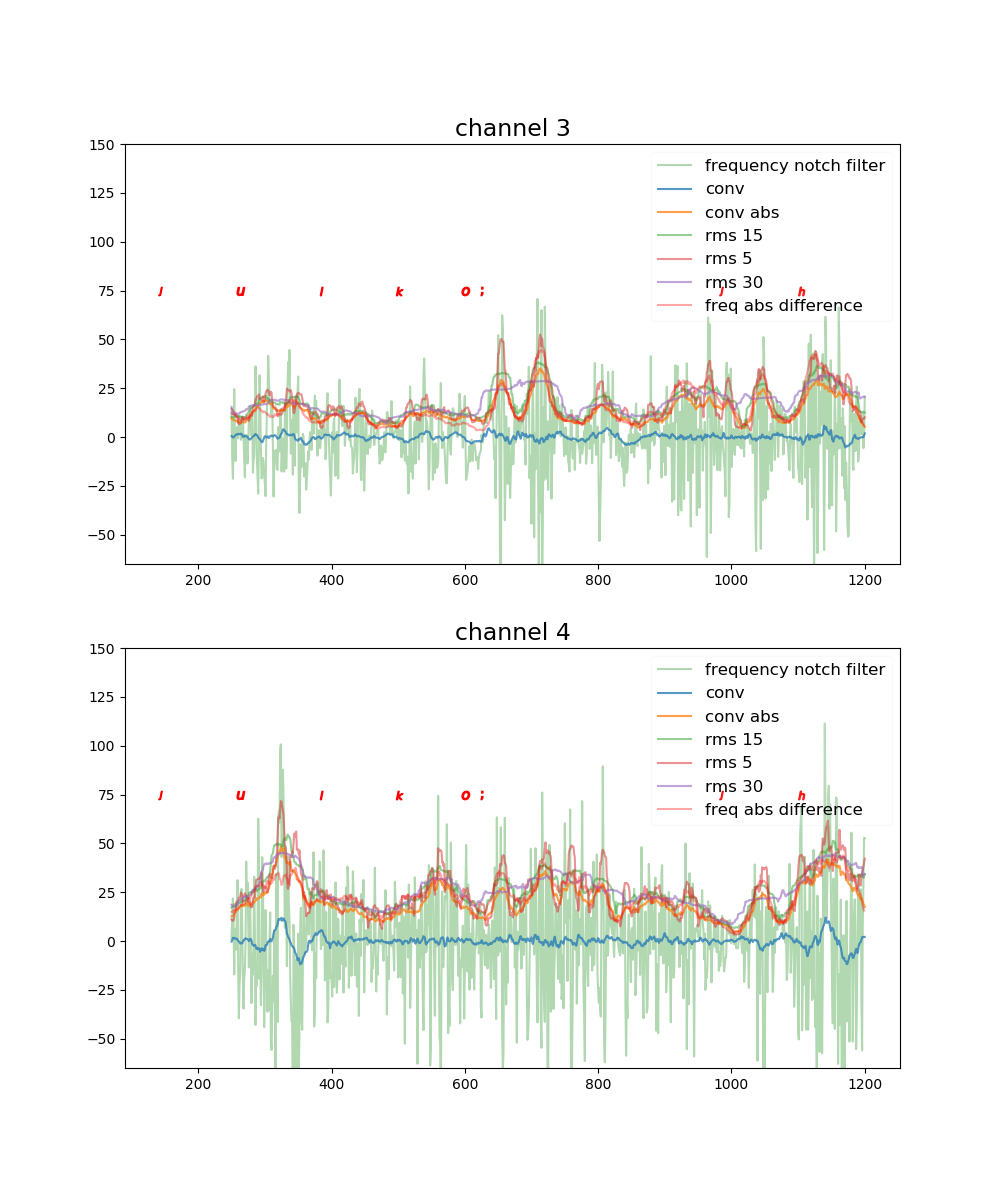 channel 3
150
125
100
75
50
25
0
−25
−50
frequency notch filter
conv
conv abs
rms 15
rms 5
rms 30
freq abs difference
J u l k o ; J h
200 400 600 800 1000 1200
channel 4
150
125
100
75
50
25
0
−25
−50
frequency notch filter
conv
conv abs
rms 15
rms 5
rms 30
freq abs difference
J u l k o ; J h
200 400 600 800 1000 1200